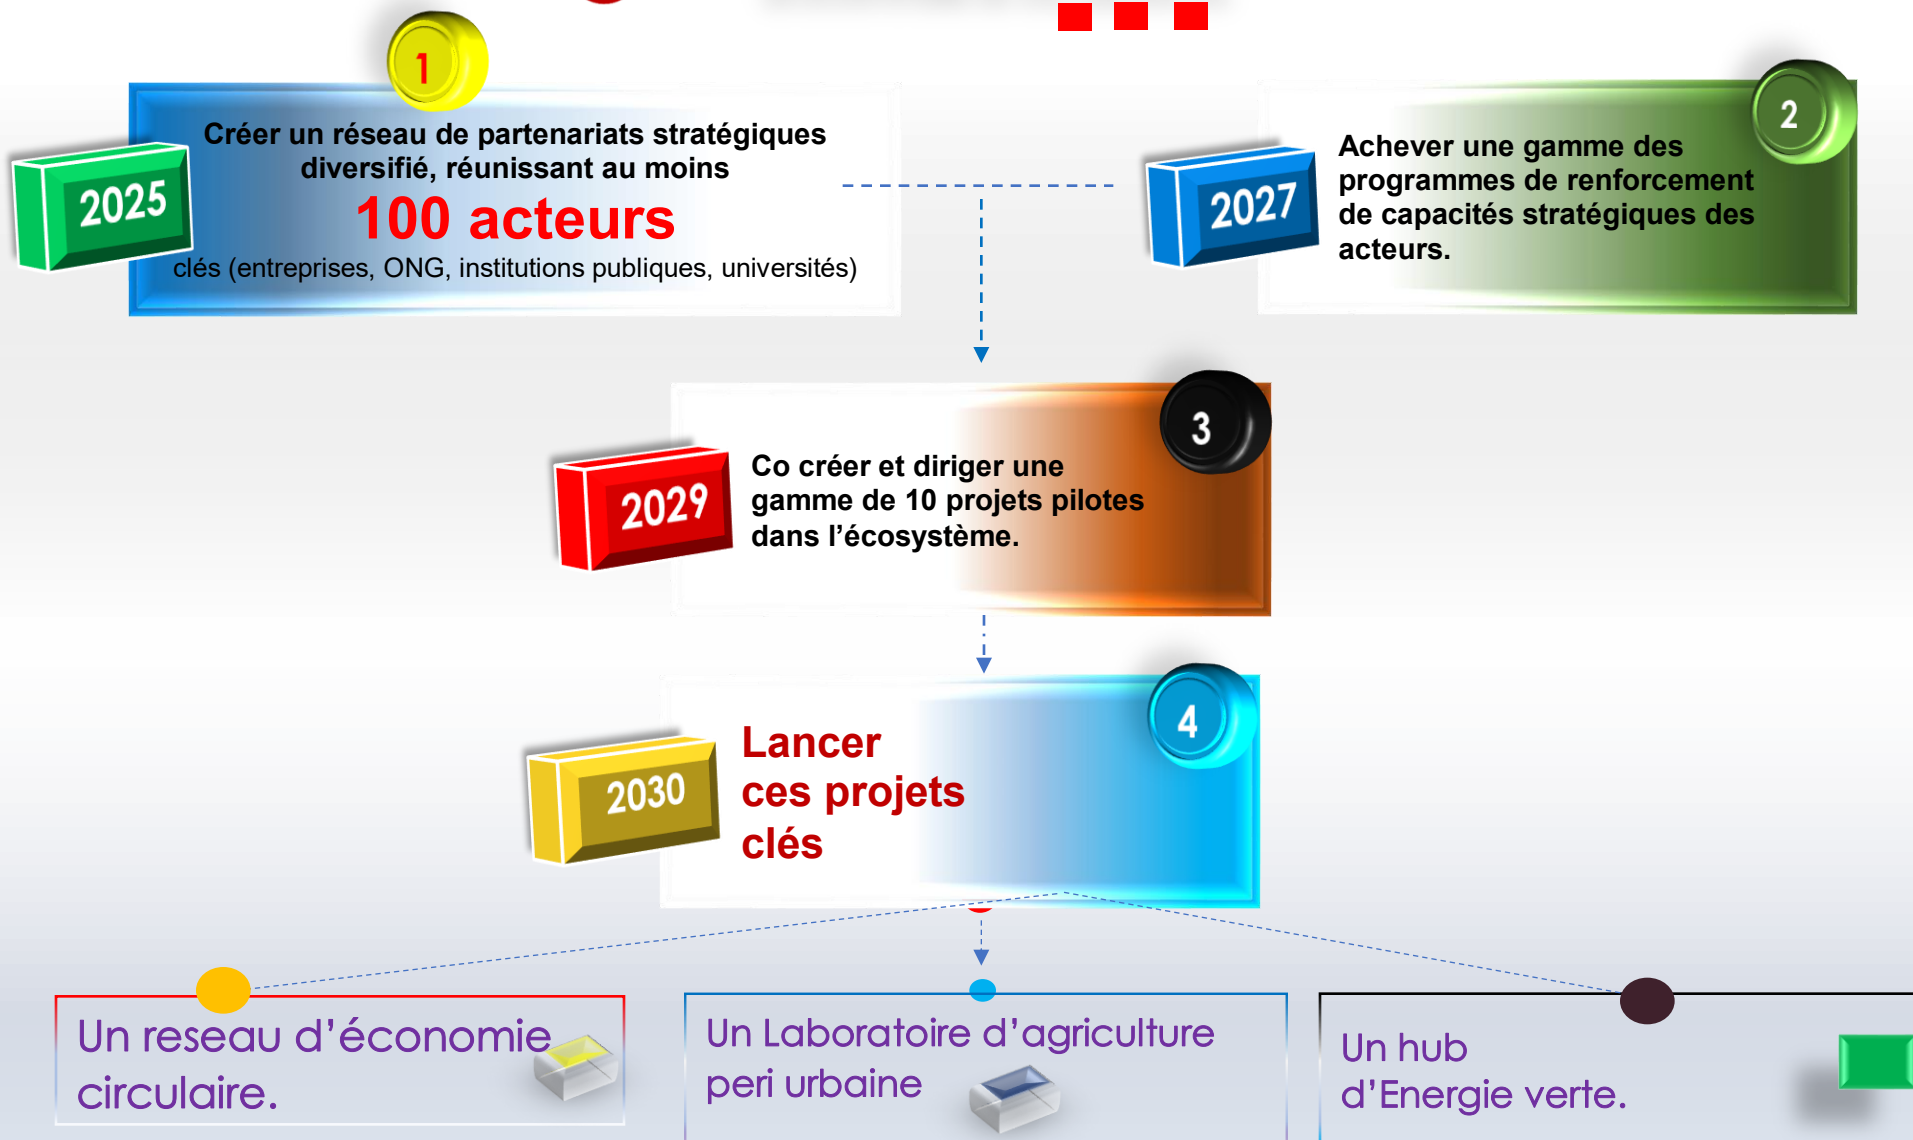 1
2025
Créer un réseau de partenariats stratégiques
diversifié, réunissant au moins
100 acteurs
clés (entreprises, ONG, institutions publiques, universités)
2
2027
Achever une gamme des
programmes de renforcement
de capacités stratégiques des
acteurs.
3
2029
Co créer et diriger une
gamme de 10 projets pilotes
dans l’écosystème.
4
2030
Lancer
ces projets
clés
Un reseau d’économie
circulaire.
Un Laboratoire d’agriculture
peri urbaine
Un hub
d’Energie verte.